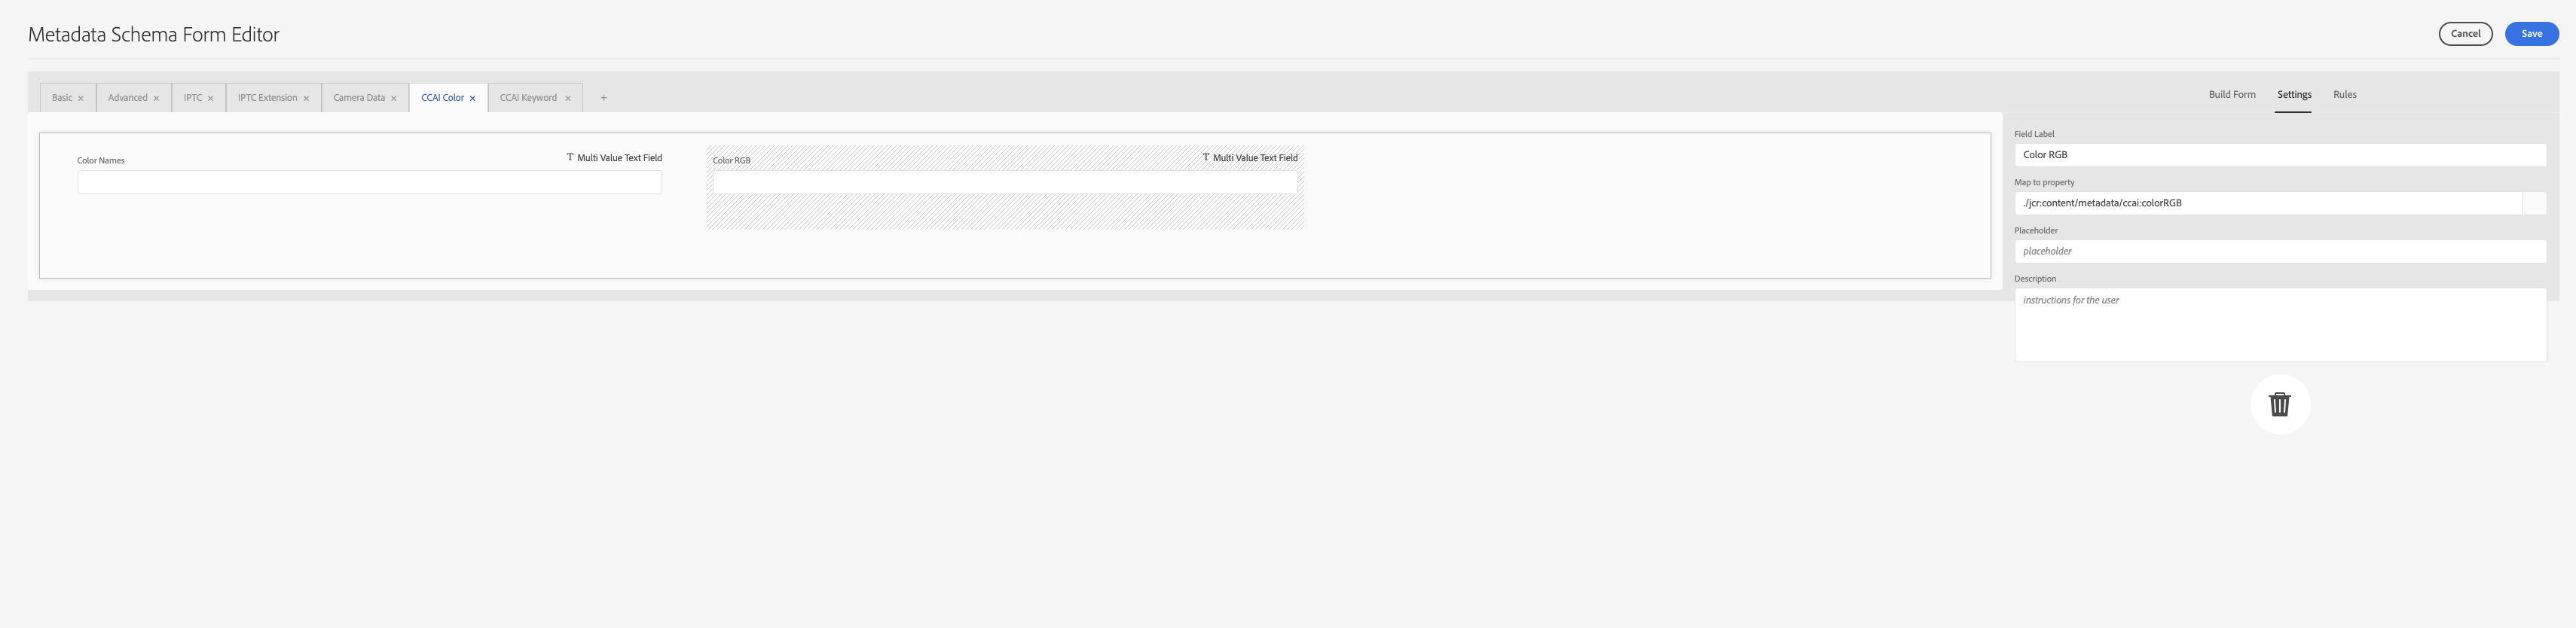 Metadata Schema Form Editor
Cancel
Save
Basic
Advanced
IPTC
IPTC Extension
Camera Data
CCAI Color
CCAI Keyword
Build Form
Settings
Rules
Color Names
T Multi Value Text Field
Color RGB
T Multi Value Text Field
Field Label
Color RGB
Map to property
./jcr:content/metadata/ccai:colorRGB
Placeholder
placeholder
Description
instructions for the user